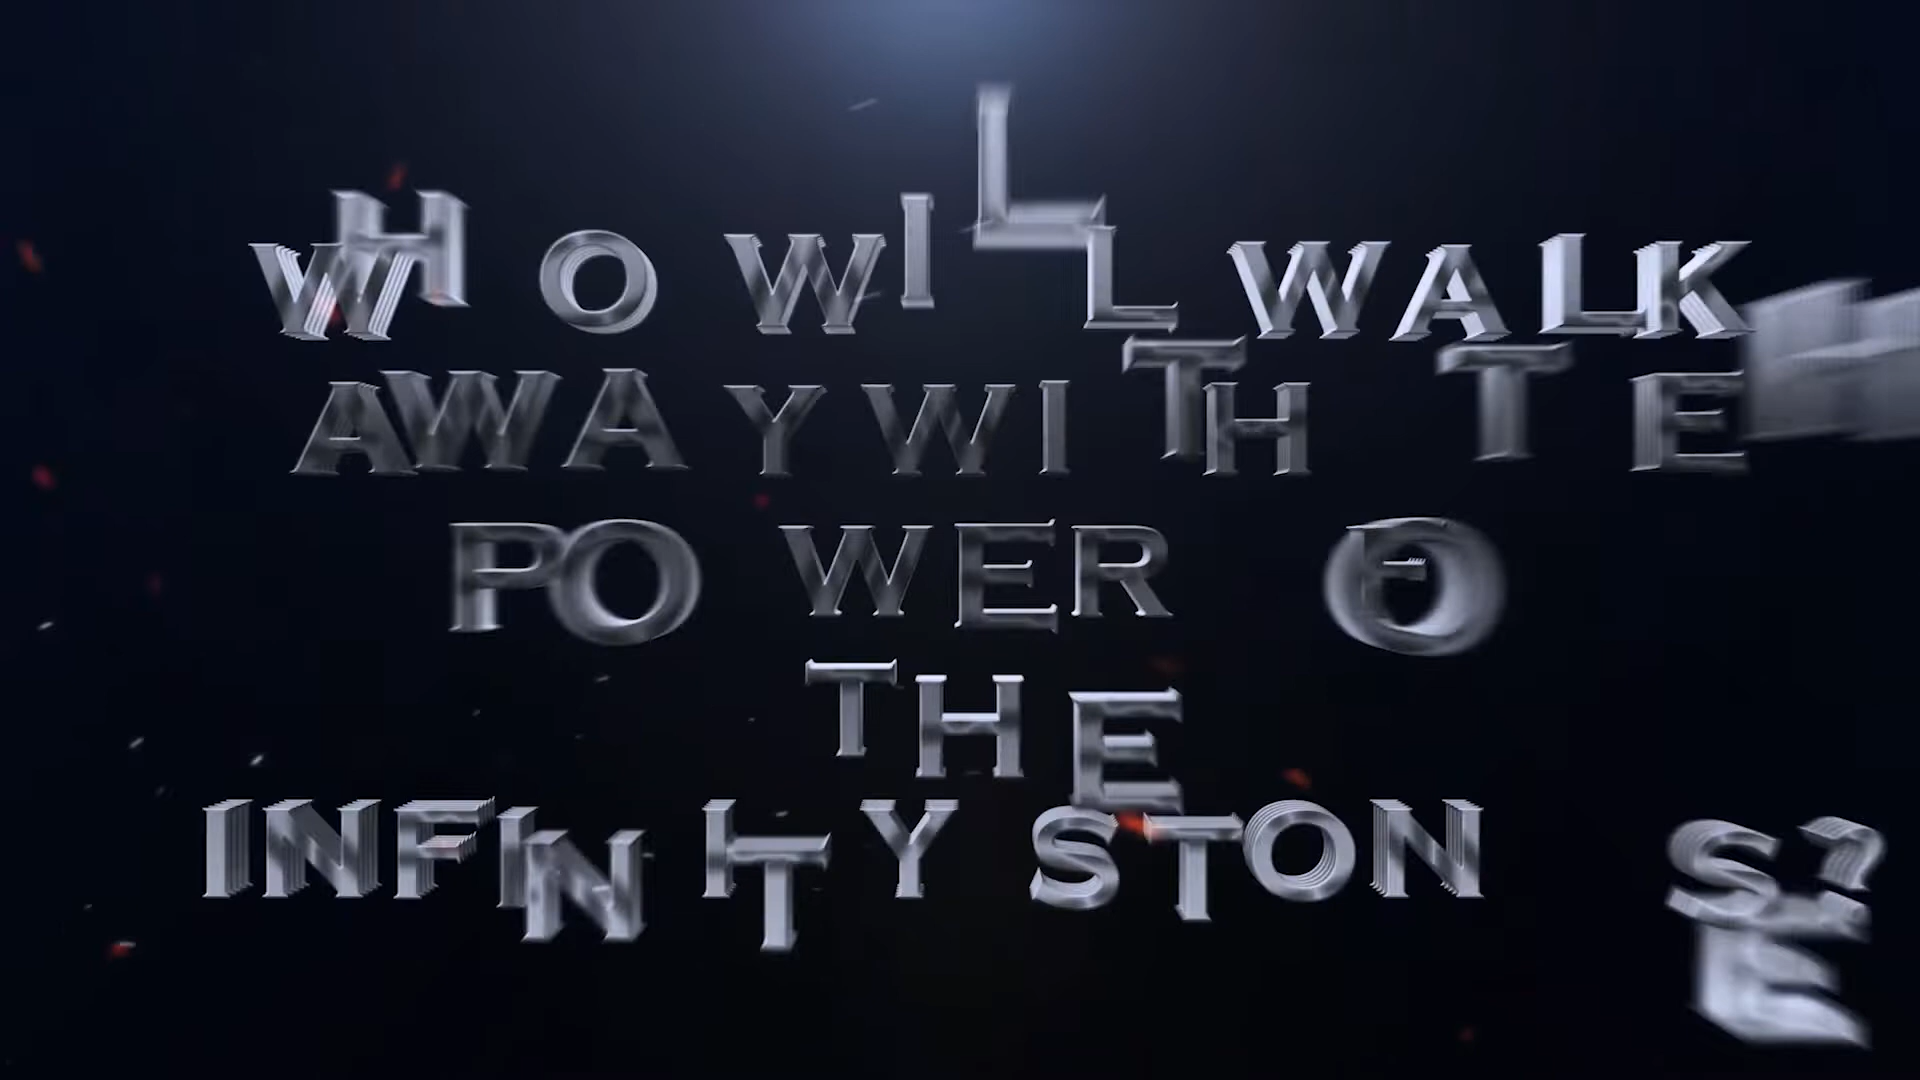 WHO WILL WALK
AWAY WITH THE
POWER OF
THE
INFINITY STONES?